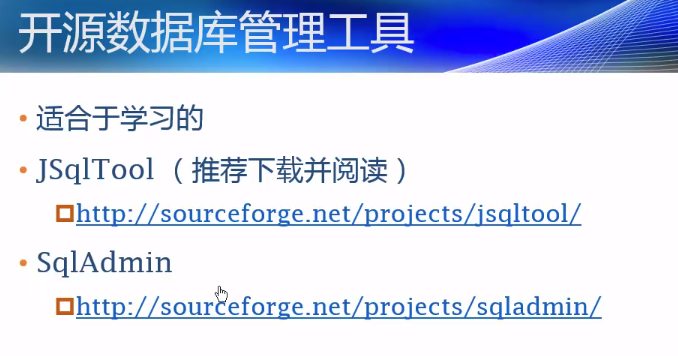 开源数据库管理工具
• 适合于学习的
• JSqlTool （推荐下载并阅读）
http://sourceforge.net/projects/jsqltool/
• SqlAdmin
http://sourceforge.net/projects/sqladmin/